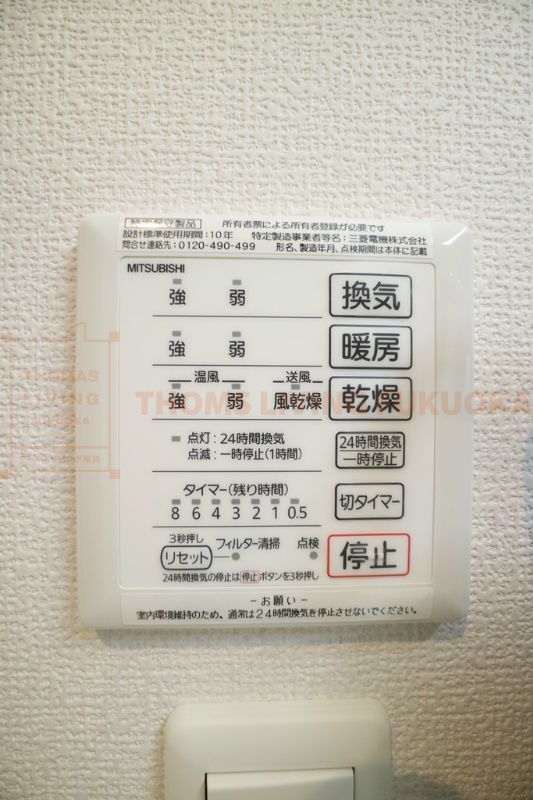 特定保守製品 所有者票による所有者登録が必要です
設計標準使用期間：10年 特定製造事業者等名：三菱電機株式会社
問合せ連絡先：0120-490-499 形名、製造年月、点検期間は本体に記載
MITSUBISHI
強 弱 換気
強 弱 暖房
温風 送風
強 弱 風乾燥 乾燥
点灯：24時間換気
点滅：一時停止(1時間)
24時間換気
一時停止
タイマー(残り時間)
8 6 4 3 2 1 0.5
切タイマー
3秒押し
リセット フィルター清掃 点検
停止
24時間換気の停止は停止ボタンを3秒押し
－お願い－
室内環境維持のため、通常は24時間換気を停止させないでください。
THOMAS
LIVING
FUKUOKA
THOMS LIVING FUKUOKA